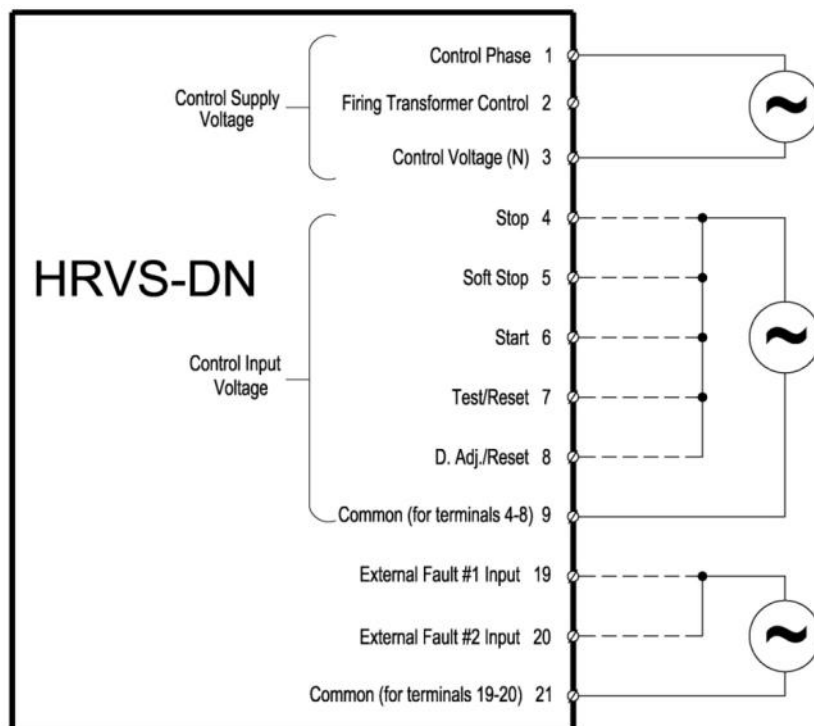 Control Phase 1
Control Supply
Voltage
Firing Transformer Control 2
Control Voltage (N) 3
Stop 4
HRVS-DN
Soft Stop 5
Start 6
Control Input
Voltage
Test/Reset 7
D. Adj./Reset 8
Common (for terminals 4-8) 9
External Fault #1 Input 19
External Fault #2 Input 20
Common (for terminals 19-20) 21